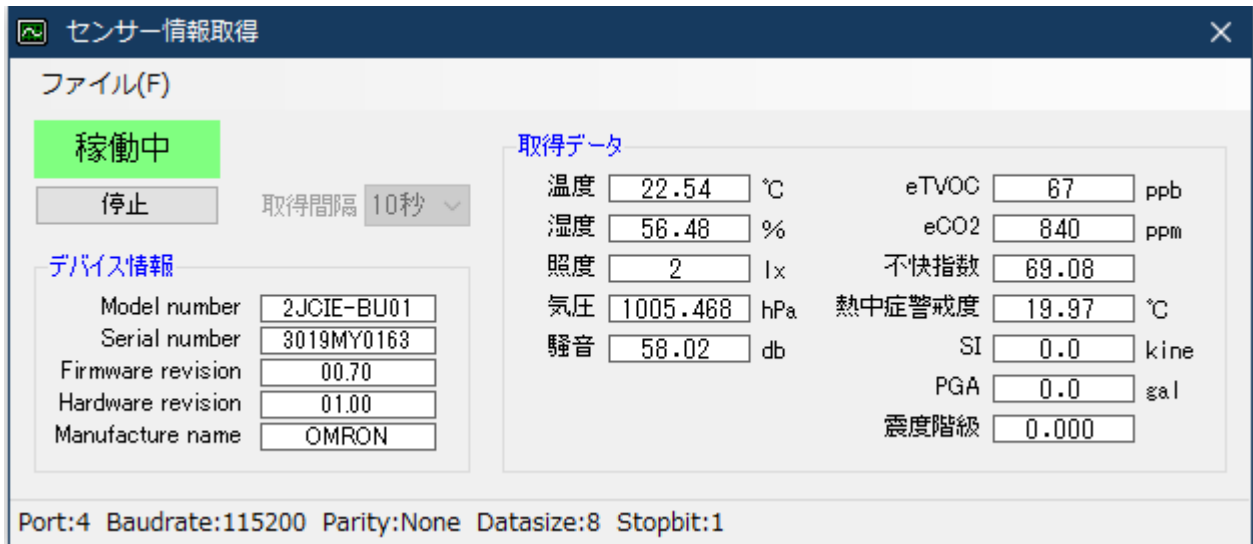 センサー情報取得
ファイル(F)
稼働中
停止 取得間隔 10秒
デバイス情報
Model number 2JCIE-BU01
Serial number 3019MY0163
Firmware revision 00.70
Hardware revision 01.00
Manufacture name OMRON
取得データ
温度 22.54 ℃
湿度 56.48 %
照度 2 lx
気圧 1005.468 hPa
騒音 58.02 db
eTVOC 67 ppb
eCO2 840 ppm
不快指数 69.08
熱中症警戒度 19.97 ℃
SI 0.0 kine
PGA 0.0 gal
震度階級 0.000
Port:4 Baudrate:115200 Parity:None Datasize:8 Stopbit:1